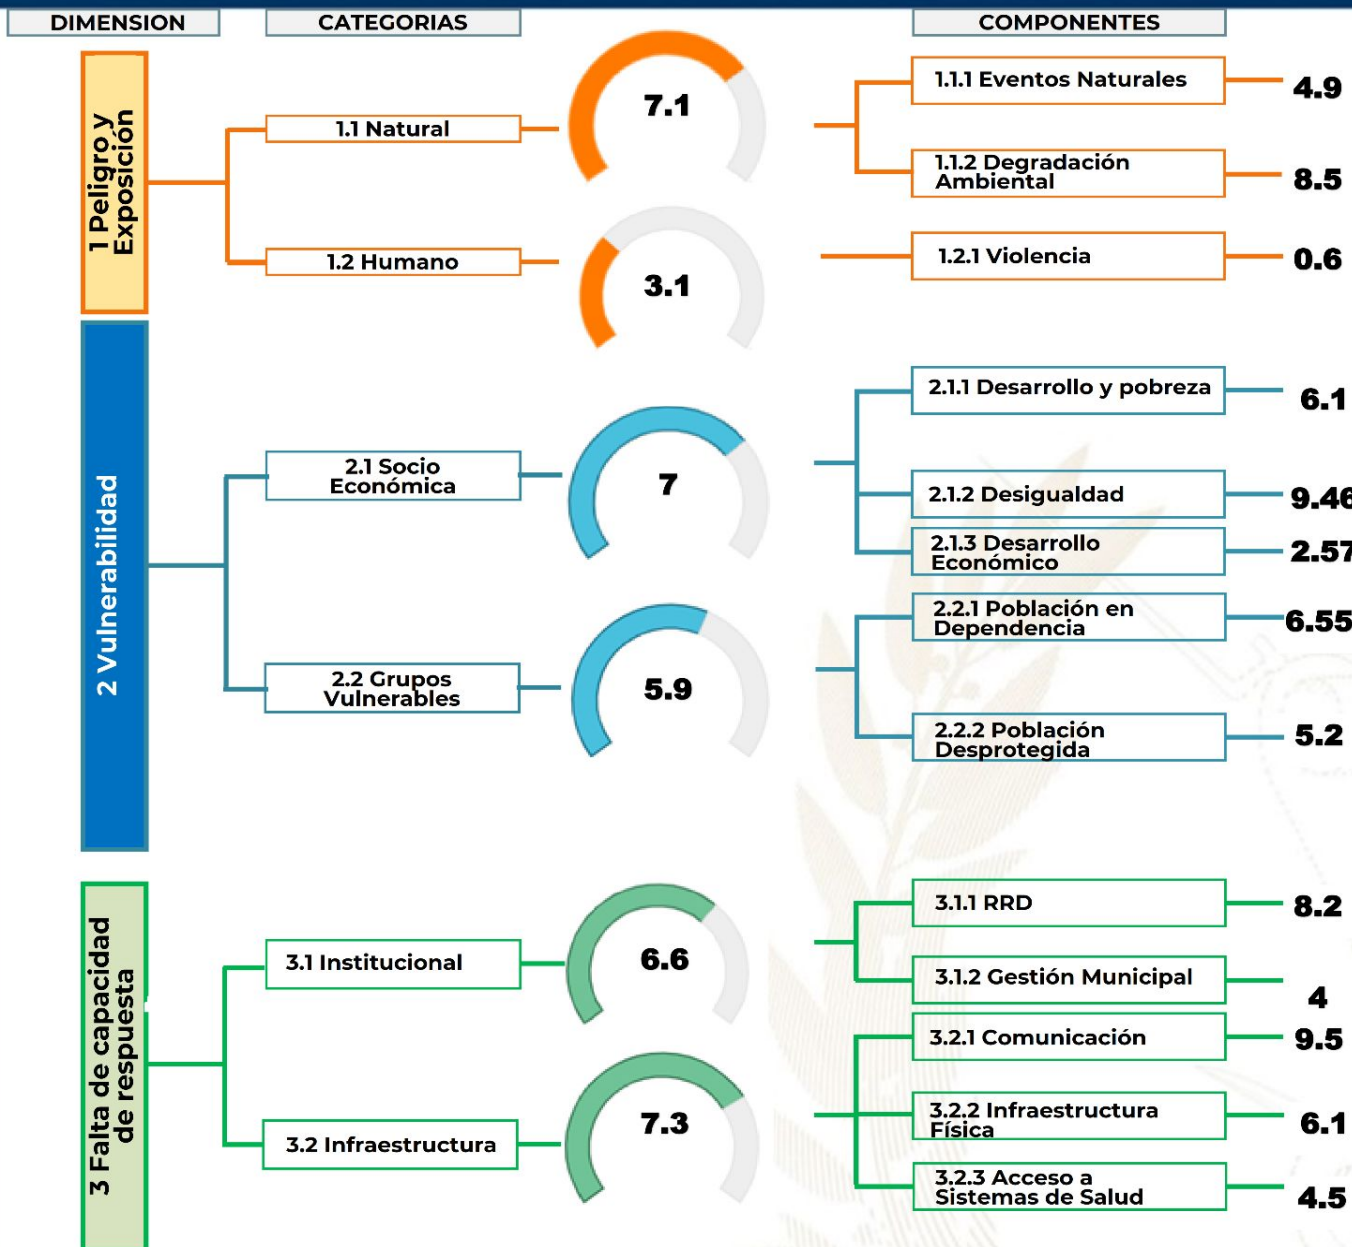 DIMENSION
CATEGORIAS
COMPONENTES
1 Peligro y
Exposición
1.1 Natural
7.1
1.1.1 Eventos Naturales
4.9
1.1.2 Degradación
Ambiental
8.5
1.2 Humano
3.1
1.2.1 Violencia
0.6
2 Vulnerabilidad
2.1 Socio
Económica
7
2.1.1 Desarrollo y pobreza
6.1
2.1.2 Desigualdad
9.46
2.1.3 Desarrollo
Económico
2.57
2.2 Grupos
Vulnerables
5.9
2.2.1 Población en
Dependencia
6.55
2.2.2 Población
Desprotegida
5.2
3 Falta de capacidad
de respuesta
3.1 Institucional
6.6
3.1.1 RRD
8.2
3.1.2 Gestión Municipal
4
3.2 Infraestructura
7.3
3.2.1 Comunicación
9.5
3.2.2 Infraestructura
Física
6.1
3.2.3 Acceso a
Sistemas de Salud
4.5